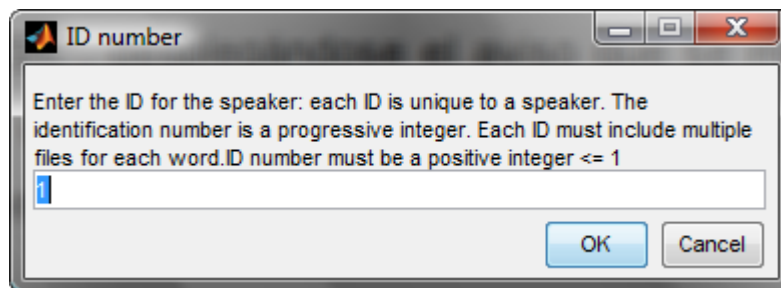 ID number
Enter the ID for the speaker: each ID is unique to a speaker. The
identification number is a progressive integer. Each ID must include multiple
files for each word.ID number must be a positive integer <= 1
1
OK
Cancel